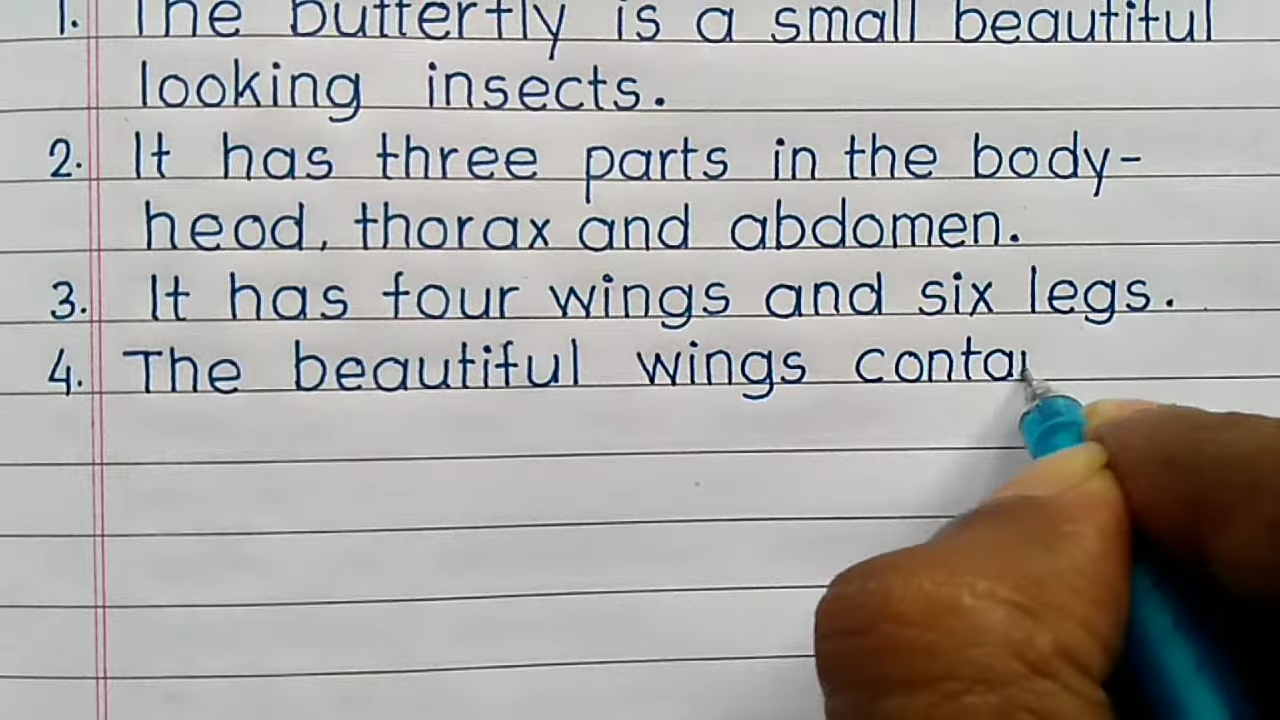 1. The butterfly is a small beautiful
looking insects.
2. It has three parts in the body-
head, thorax and abdomen.
3. It has four wings and six legs.
4. The beautiful wings contai